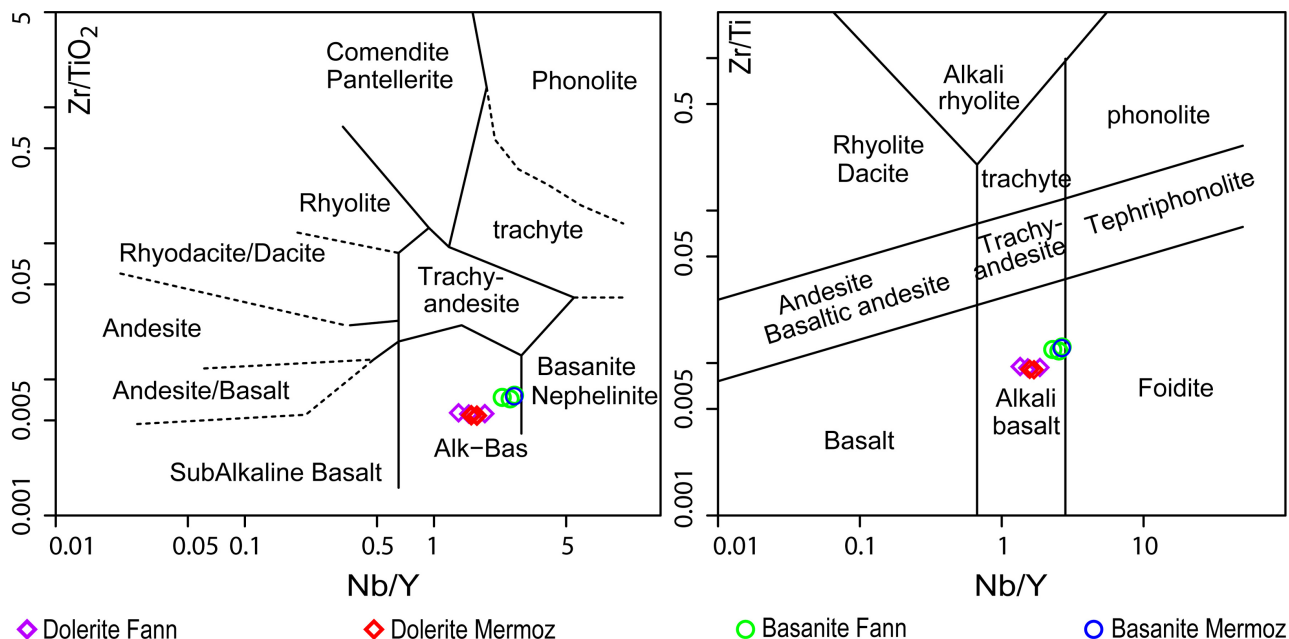 Zr/TiO2
5
0.5
0.05
0.005
0.001
Comendite
Pantellerite
Phonolite
Rhyolite
trachyte
Rhyodacite/Dacite
Trachy-
andesite
Andesite
Andesite/Basalt
Basanite
Nephelinite
Alk−Bas
SubAlkaline Basalt
0.01 0.05 0.1 0.5 1 5
Nb/Y
Zr/Ti
0.5
0.05
0.005
0.001
Alkali
rhyolite
phonolite
Rhyolite
Dacite
trachyte
Tephriphonolite
Trachy-
andesite
Andesite
Basaltic andesite
Alkali
basalt
Foidite
Basalt
0.01 0.1 1 10
Nb/Y
Dolerite Fann Dolerite Mermoz Basanite Fann Basanite Mermoz